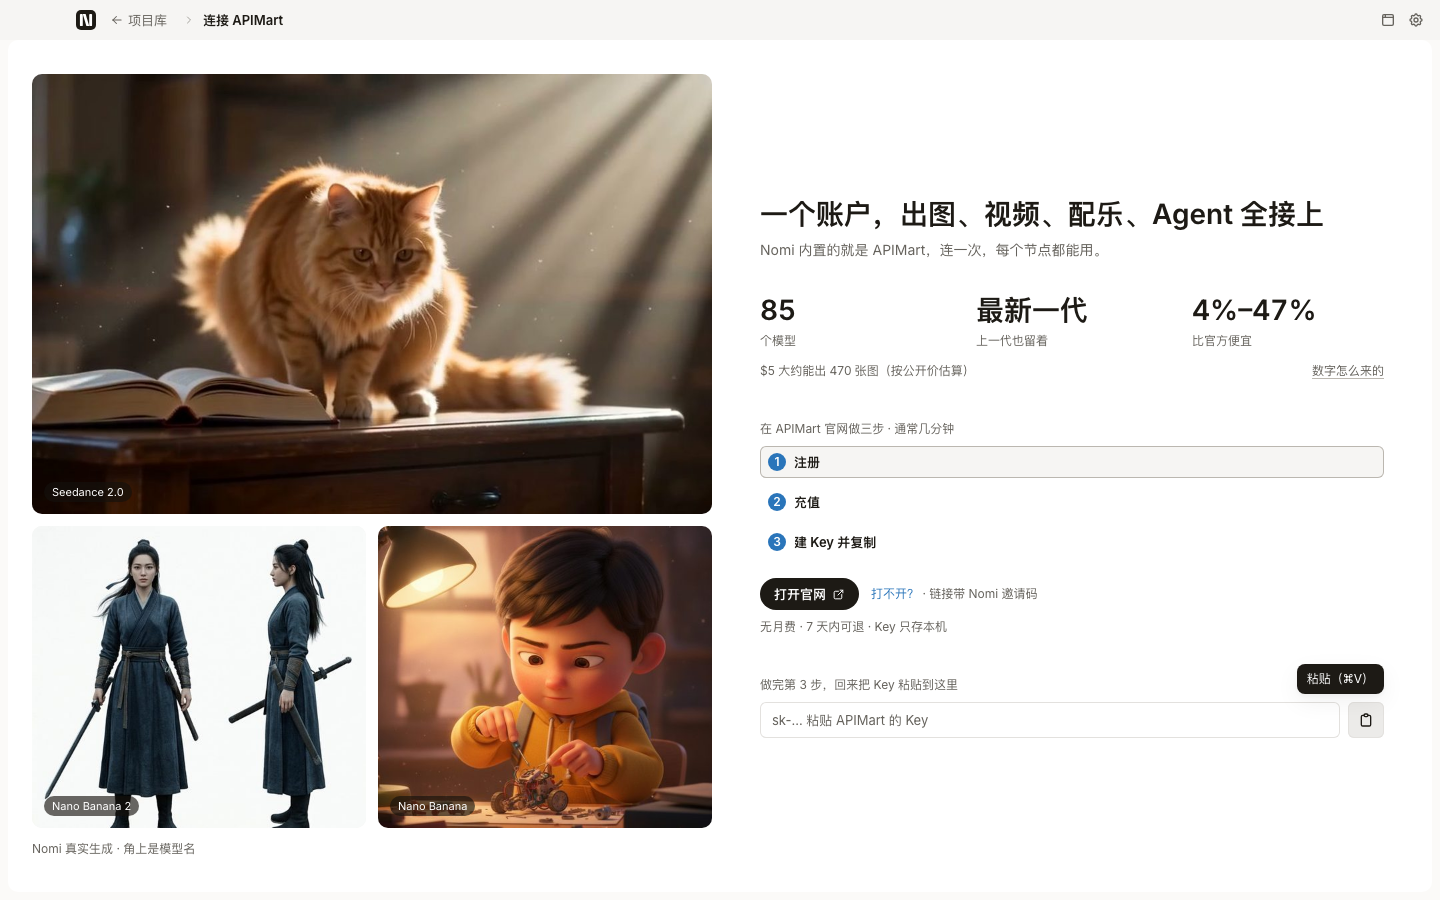 N
← 项目库 > 连接 APIMart
Seedance 2.0
Nano Banana 2
Nano Banana
Nomi 真实生成 · 角上是模型名
一个账户，出图、视频、配乐、Agent 全接上
Nomi 内置的就是 APIMart，连一次，每个节点都能用。
85
个模型
最新一代
上一代也留着
4%–47%
比官方便宜
$5 大约能出 470 张图（按公开价估算）
数字怎么来的
在 APIMart 官网做三步 · 通常几分钟
1 注册
2 充值
3 建 Key 并复制
打开官网
打不开？ · 链接带 Nomi 邀请码
无月费 · 7 天内可退 · Key 只存本机
粘贴（⌘V）
做完第 3 步，回来把 Key 粘贴到这里
sk-... 粘贴 APIMart 的 Key